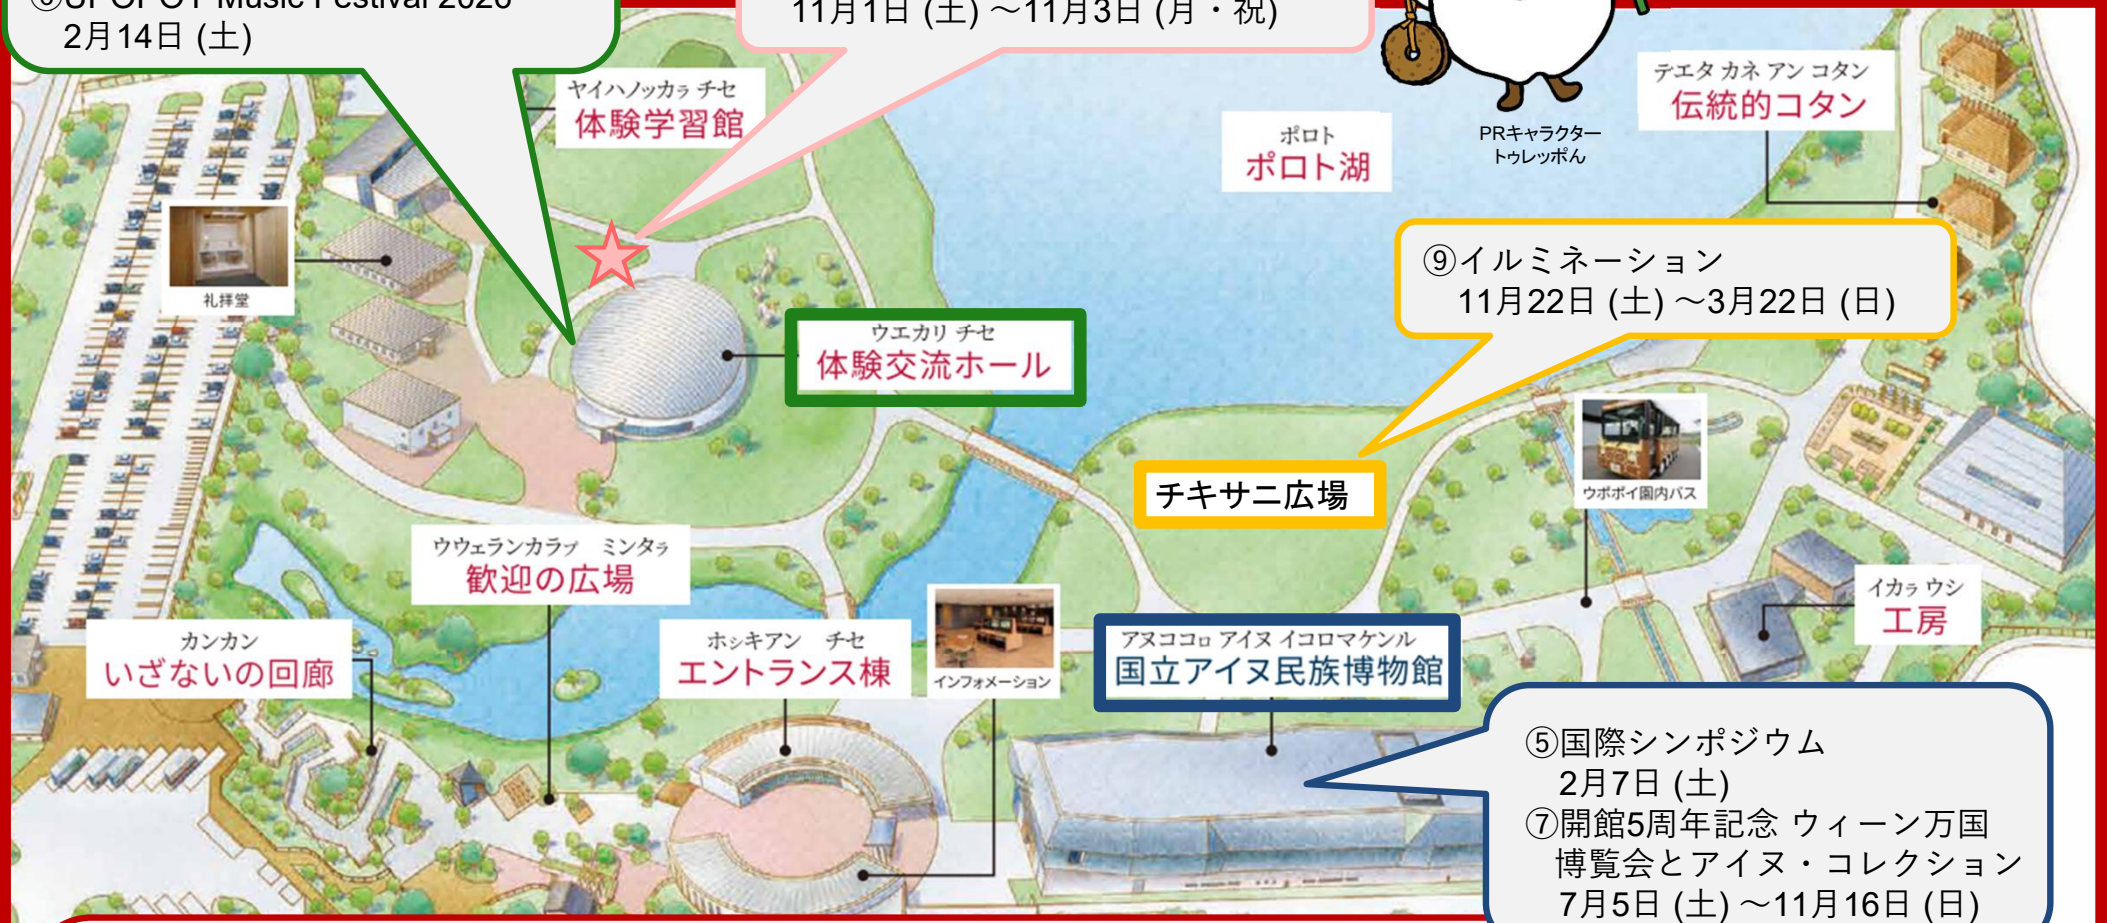 UPOPOY Music Festival 2026
2月14日 (土)
11月1日 (土) ～11月3日 (月・祝)
PRキャラクター
トゥレッポん
ヤイハノッカㇻ チセ
体験学習館
ポロト
ポロト湖
テエタ カネ アン コタン
伝統的コタン
礼拝堂
⑨イルミネーション
11月22日 (土) ～3月22日 (日)
ウエカリ チセ
体験交流ホール
チキサニ広場
ウポポイ園内バス
ウウェランカラㇷ゚ ミンタㇻ
歓迎の広場
カンカン
いざないの回廊
ホㇱキアン チセ
エントランス棟
インフォメーション
アヌココㇿ アイヌ イコロマケンル
国立アイヌ民族博物館
イカㇻ ウシ
工房
⑤国際シンポジウム
2月7日 (土)
⑦開館5周年記念 ウィーン万国
博覧会とアイヌ・コレクション
7月5日 (土) ～11月16日 (日)